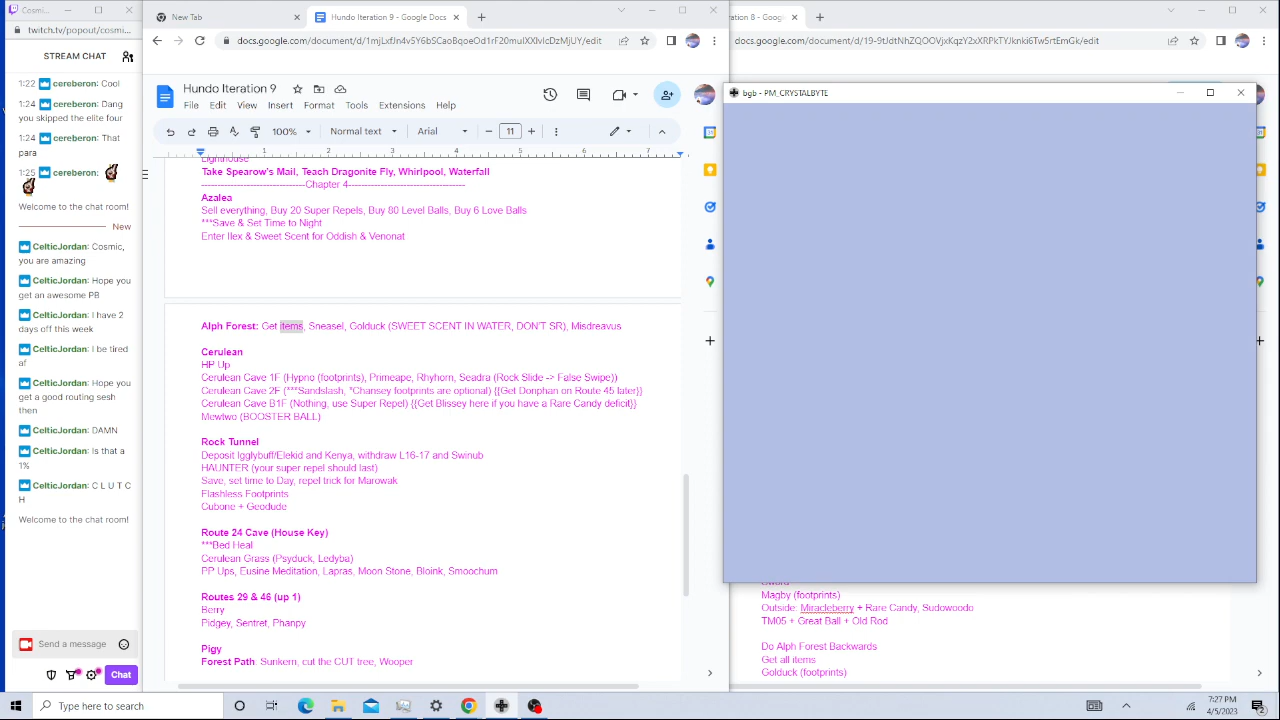 Cosmi...
twitch.tv/popout/cosmi...
STREAM CHAT
1:22 cereberon: Cool
1:24 cereberon: Dang
you skipped the elite four
1:24 cereberon: That
para
1:25 cereberon:
Welcome to the chat room!
New
CelticJordan: Cosmic,
you are amazing
CelticJordan: Hope you
get an awesome PB
CelticJordan: I have 2
days off this week
CelticJordan: I be tired
af
CelticJordan: Hope you
get a good routing sesh
then
CelticJordan: DAMN
CelticJordan: Is that a
1%
CelticJordan: C L U T C
H
Welcome to the chat room!
Send a message
Chat
New Tab
Hundo Iteration 9 - Google Docs
Hundo Iteration 9
File Edit View Insert Format Tools Extensions Help
100% Normal text Arial 11
1 2 3 4 5 6 7
Lighthouse
Take Spearow's Mail, Teach Dragonite Fly, Whirlpool, Waterfall
--------------------------------Chapter 4------------------------------------
Azalea
Sell everything, Buy 20 Super Repels, Buy 80 Level Balls, Buy 6 Love Balls
***Save & Set Time to Night
Enter Ilex & Sweet Scent for Oddish & Venonat
Alph Forest: Get items, Sneasel, Golduck (SWEET SCENT IN WATER, DON'T SR), Misdreavus
Cerulean
HP Up
Cerulean Cave 1F (Hypno (footprints), Primeape, Rhyhorn, Seadra (Rock Slide -> False Swipe))
Cerulean Cave 2F (***Sandslash, *Chansey footprints are optional) {{Get Donphan on Route 45 later}}
Cerulean Cave B1F (Nothing, use Super Repel) {{Get Blissey here if you have a Rare Candy deficit}}
Mewtwo (BOOSTER BALL)
Rock Tunnel
Deposit Igglybuff/Elekid and Kenya, withdraw L16-17 and Swinub
HAUNTER (your super repel should last)
Save, set time to Day, repel trick for Marowak
Flashless Footprints
Cubone + Geodude
Route 24 Cave (House Key)
***Bed Heal
Cerulean Grass (Psyduck, Ledyba)
PP Ups, Eusine Meditation, Lapras, Moon Stone, Bloink, Smoochum
Routes 29 & 46 (up 1)
Berry
Pidgey, Sentret, Phanpy
Pigy
Forest Path: Sunkern, cut the CUT tree, Wooper
bgb - PM_CRYSTALBYTE
Sword
Magby (footprints)
Outside: Miracleberry + Rare Candy, Sudowoodo
TM05 + Great Ball + Old Rod
Do Alph Forest Backwards
Get all items
Golduck (footprints)
Type here to search
7:27 PM
4/5/2023